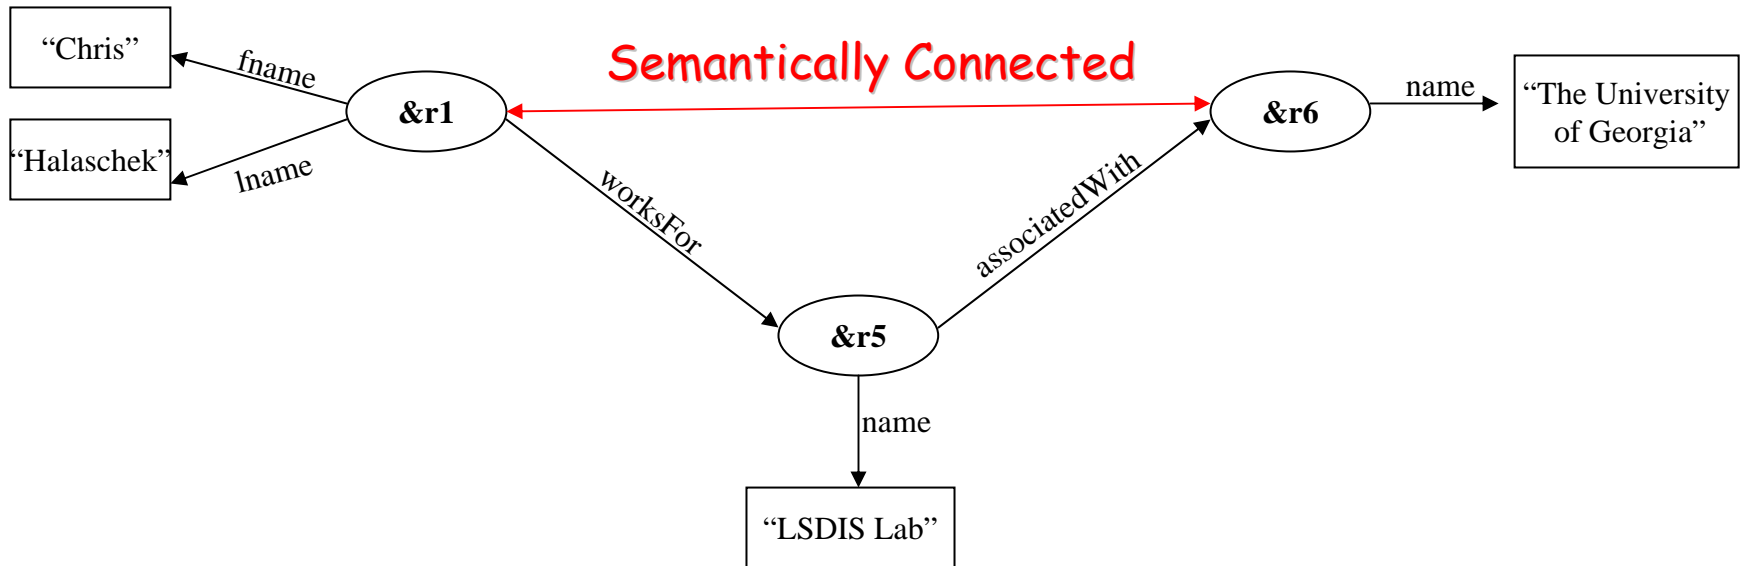 “Chris”
fname
Semantically Connected
&r1
&r6
name
“The University
of Georgia”
“Halaschek”
lname
worksFor
associatedWith
&r5
name
“LSDIS Lab”